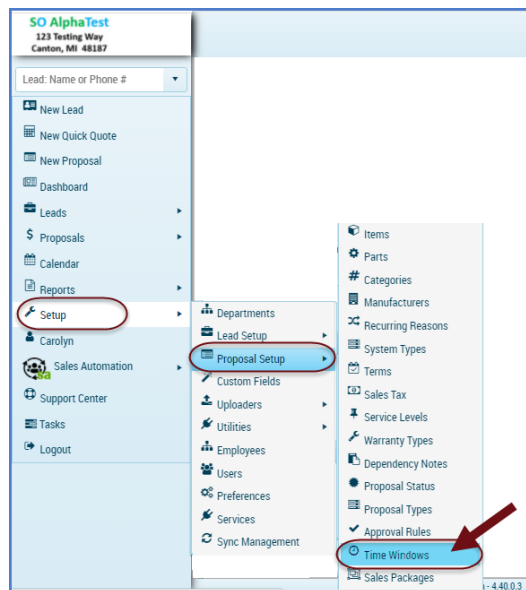 SO AlphaTest
123 Testing Way
Canton, MI 48187
Lead: Name or Phone #
New Lead
New Quick Quote
New Proposal
Dashboard
Leads
Proposals
Calendar
Reports
Setup
Carolyn
sa
Sales Automation
Support Center
Tasks
Logout
Departments
Lead Setup
Proposal Setup
Custom Fields
Uploaders
Utilities
Employees
Users
Preferences
Services
Sync Management
Items
Parts
Categories
Manufacturers
Recurring Reasons
System Types
Terms
Sales Tax
Service Levels
Warranty Types
Dependency Notes
Proposal Status
Proposal Types
Approval Rules
Time Windows
Sales Packages
- 4.40.0.3